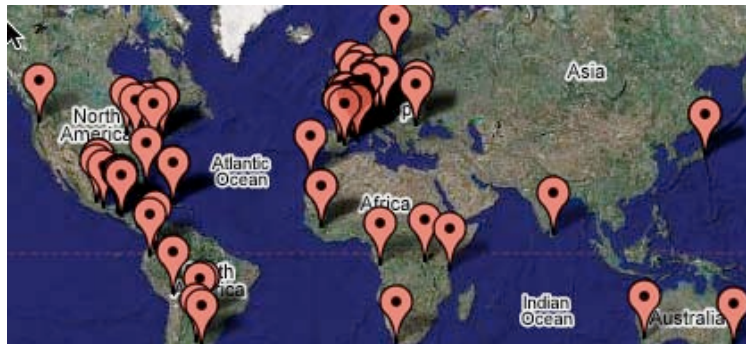 Asia
North
America
Atlantic
Ocean
Africa
Indian
Ocean
Australia